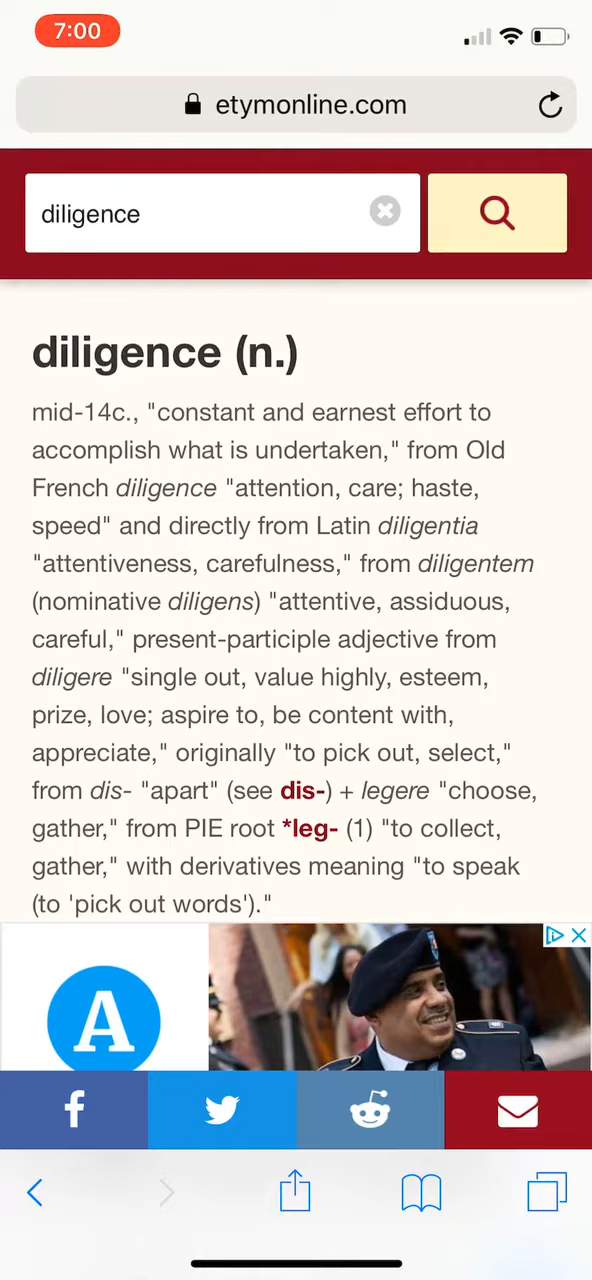 7:00
etymonline.com
diligence
diligence (n.)
mid-14c., "constant and earnest effort to
accomplish what is undertaken," from Old
French diligence "attention, care; haste,
speed" and directly from Latin diligentia
"attentiveness, carefulness," from diligentem
(nominative diligens) "attentive, assiduous,
careful," present-participle adjective from
diligere "single out, value highly, esteem,
prize, love; aspire to, be content with,
appreciate," originally "to pick out, select,"
from dis- "apart" (see dis-) + legere "choose,
gather," from PIE root *leg- (1) "to collect,
gather," with derivatives meaning "to speak
(to 'pick out words')."
A